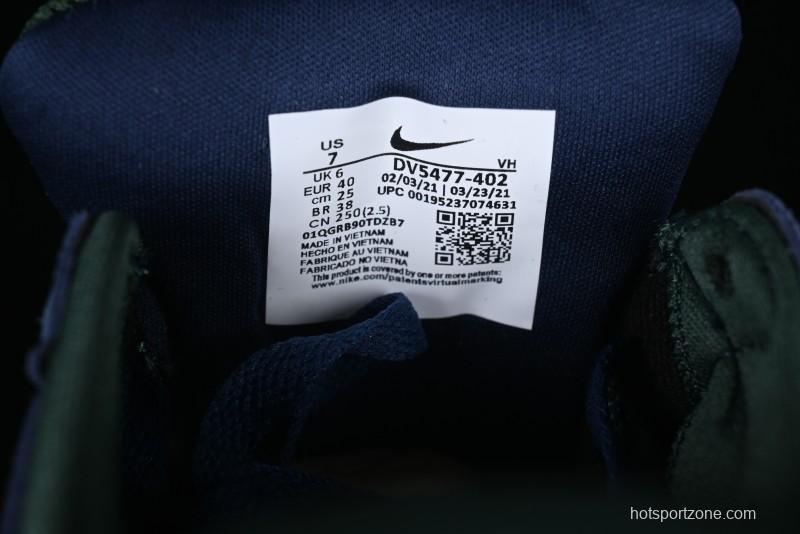 US
7
VH
UK 6
EUR 40
cm 25
BR 38
CN 250(2.5)
DV5477-402
02/03/21 | 03/23/21
UPC 00195237074631
01QGRB90TDZB7
MADE IN VIETNAM
HECHO EN VIETNAM
FABRIQUE AU VIETNAM
FABRICADO NO VIETNA
This product is covered by one or more patents:
www.nike.com/patentsvirtualmarking
hotsportzone.com